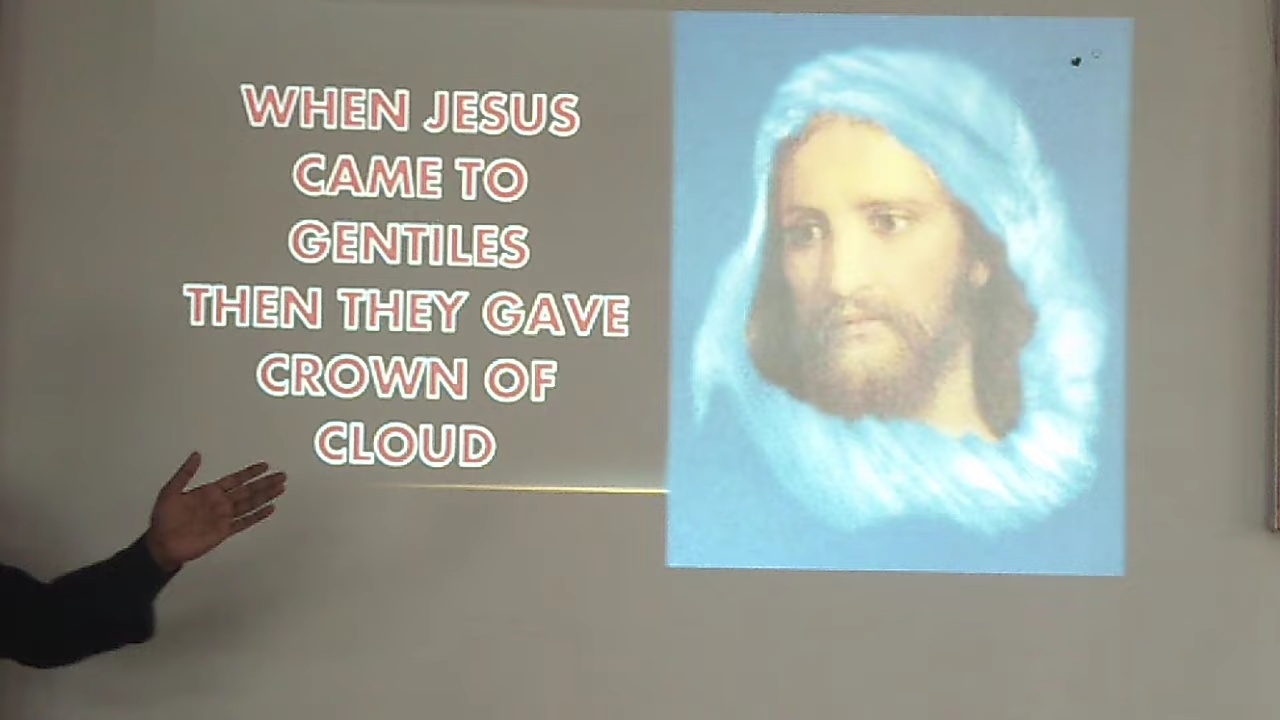 WHEN JESUS
CAME TO
GENTILES
THEN THEY GAVE
CROWN OF
CLOUD